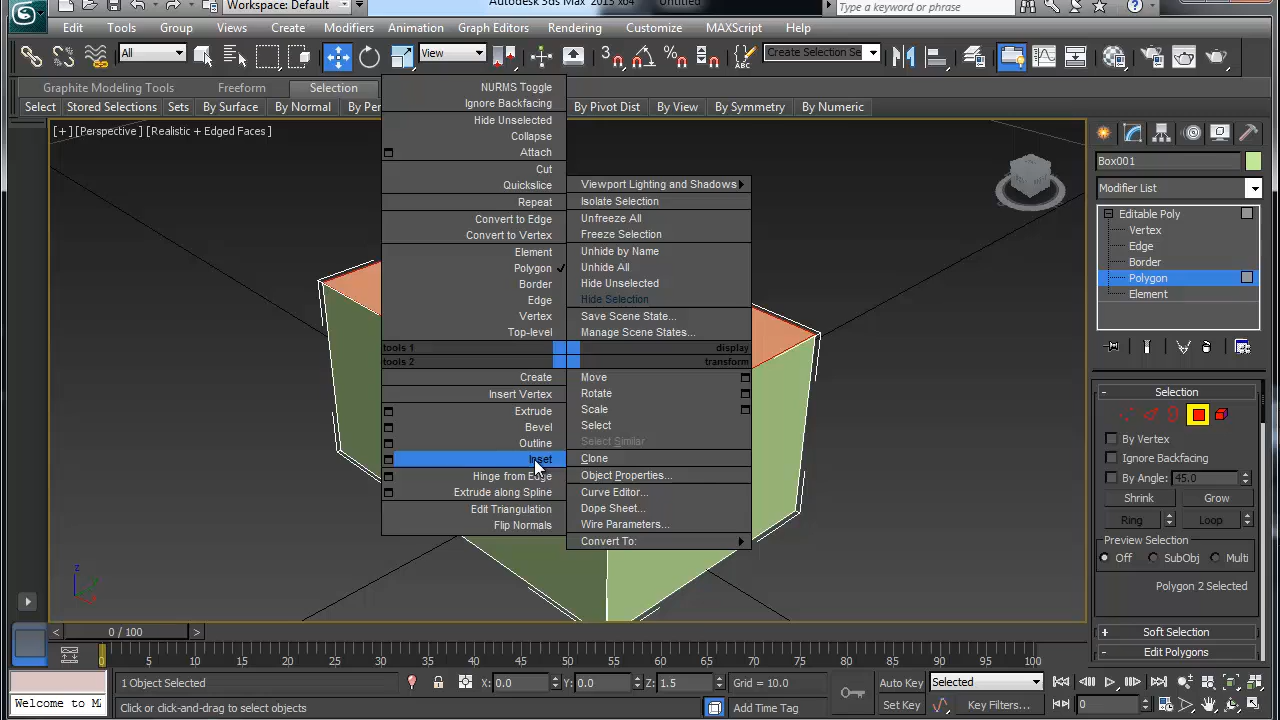 Workspace: Default
Autodesk 3ds Max 2015 x64
Untitled
Type a keyword or phrase
Edit
Tools
Group
Views
Create
Modifiers
Animation
Graph Editors
Rendering
Customize
MAXScript
Help
All
View
3
ABC
Create Selection Se
Graphite Modeling Tools
Freeform
Selection
Select
Stored Selections
Sets
By Surface
By Normal
By Per
By Pivot Dist
By View
By Symmetry
By Numeric
[+] [Perspective] [Realistic + Edged Faces ]
NURMS Toggle
Ignore Backfacing
Hide Unselected
Collapse
Attach
Cut
Quickslice
Repeat
Convert to Edge
Convert to Vertex
Element
Polygon
Border
Edge
Vertex
Top-level
tools 1
tools 2
Create
Insert Vertex
Extrude
Bevel
Outline
Inset
Hinge from Edge
Extrude along Spline
Edit Triangulation
Flip Normals
Viewport Lighting and Shadows
Isolate Selection
Unfreeze All
Freeze Selection
Unhide by Name
Unhide All
Hide Unselected
Hide Selection
Save Scene State...
Manage Scene States...
display
transform
Move
Rotate
Scale
Select
Select Similar
Clone
Object Properties...
Curve Editor...
Dope Sheet...
Wire Parameters...
Convert To:
Box001
Modifier List
Editable Poly
Vertex
Edge
Border
Polygon
Element
Selection
By Vertex
Ignore Backfacing
By Angle: 45.0
Shrink
Grow
Ring
Loop
Preview Selection
Off
SubObj
Multi
Polygon 2 Selected
Soft Selection
Edit Polygons
z
0 / 100
0 5 10 15 20 25 30 35 40 45 50 55 60 65 70 75 80 85 90 95 100
1 Object Selected
X: 0.0
Y: 0.0
Z: 1.5
Grid = 10.0
Auto Key
Selected
Welcome to M
Click or click-and-drag to select objects
Add Time Tag
Set Key
Key Filters...
0